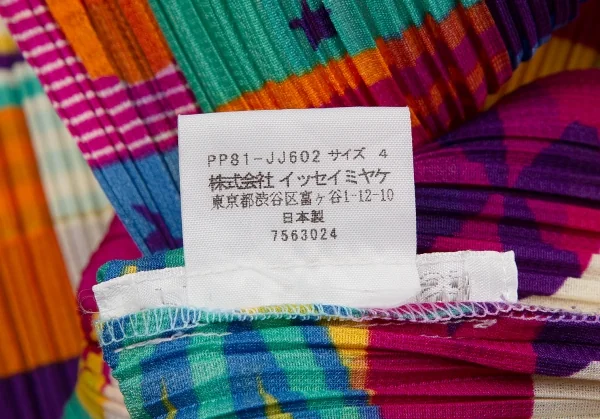 PP81-JJ602 サイズ 4
株式会社 イッセイミヤケ
東京都渋谷区富ヶ谷1-12-10
日本製
7563024